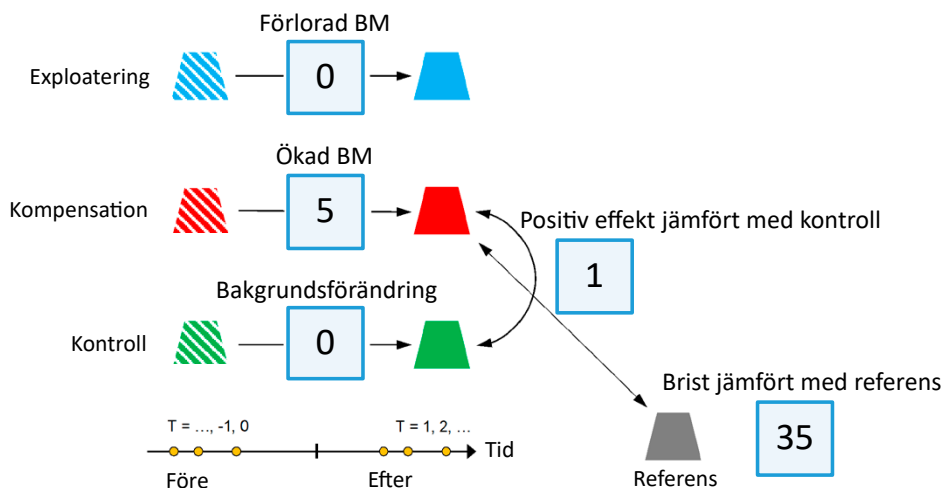 Förlorad BM
Exploatering
0
Ökad BM
Kompensation
5
Positiv effekt jämfört med kontroll
1
Bakgrundsförändring
Kontroll
0
Brist jämfört med referens
35
Referens
T = ..., -1, 0
T = 1, 2, ...
Tid
Före
Efter